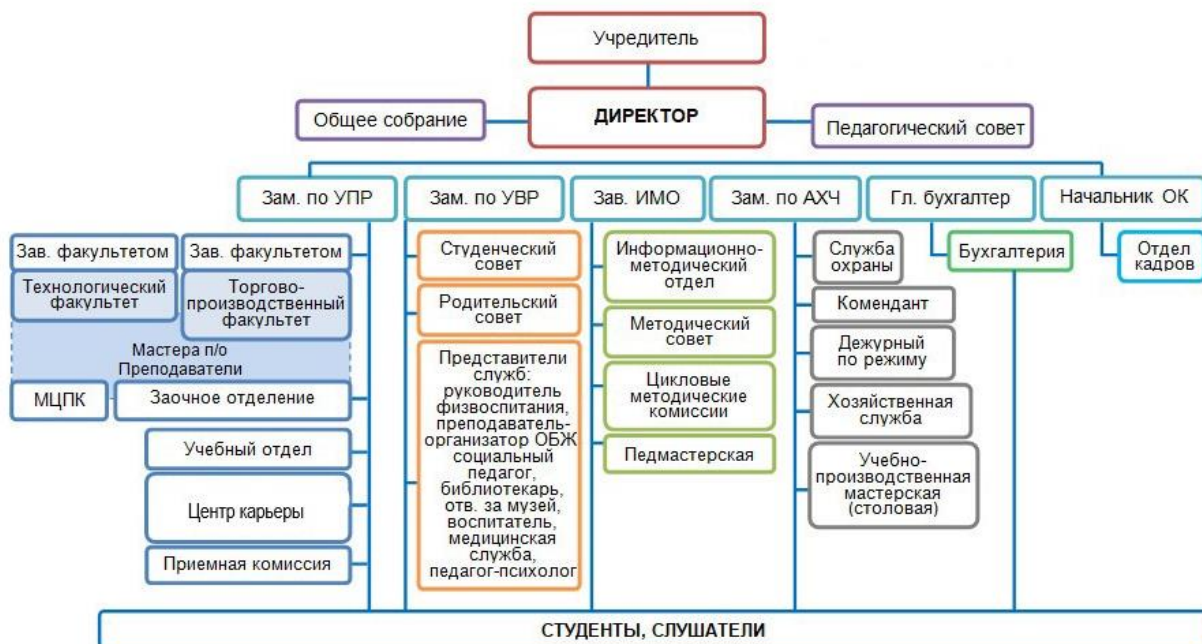 Учредитель
Общее собрание
ДИРЕКТОР
Педагогический совет
Зам. по УПР
Зам. по УВР
Зав. ИМО
Зам. по АХЧ
Гл. бухгалтер
Начальник ОК
Зав. факультетом
Зав. факультетом
Технологический
факультет
Торгово-
производственный
факультет
Мастера п/о
Преподаватели
МЦПК
Заочное отделение
Учебный отдел
Центр карьеры
Приемная комиссия
Студенческий
совет
Родительский
совет
Представители
служб:
руководитель
физвоспитания,
преподаватель-
организатор ОБЖ
социальный
педагог,
библиотекарь,
отв. за музей,
воспитатель,
медицинская
служба,
педагог-психолог
Информационно-
методический
отдел
Методический
совет
Цикловые
методические
комиссии
Педмастерская
Служба
охраны
Комендант
Дежурный
по режиму
Хозяйственная
служба
Учебно-
производственная
мастерская
(столовая)
Бухгалтерия
Отдел
кадров
СТУДЕНТЫ, СЛУШАТЕЛИ